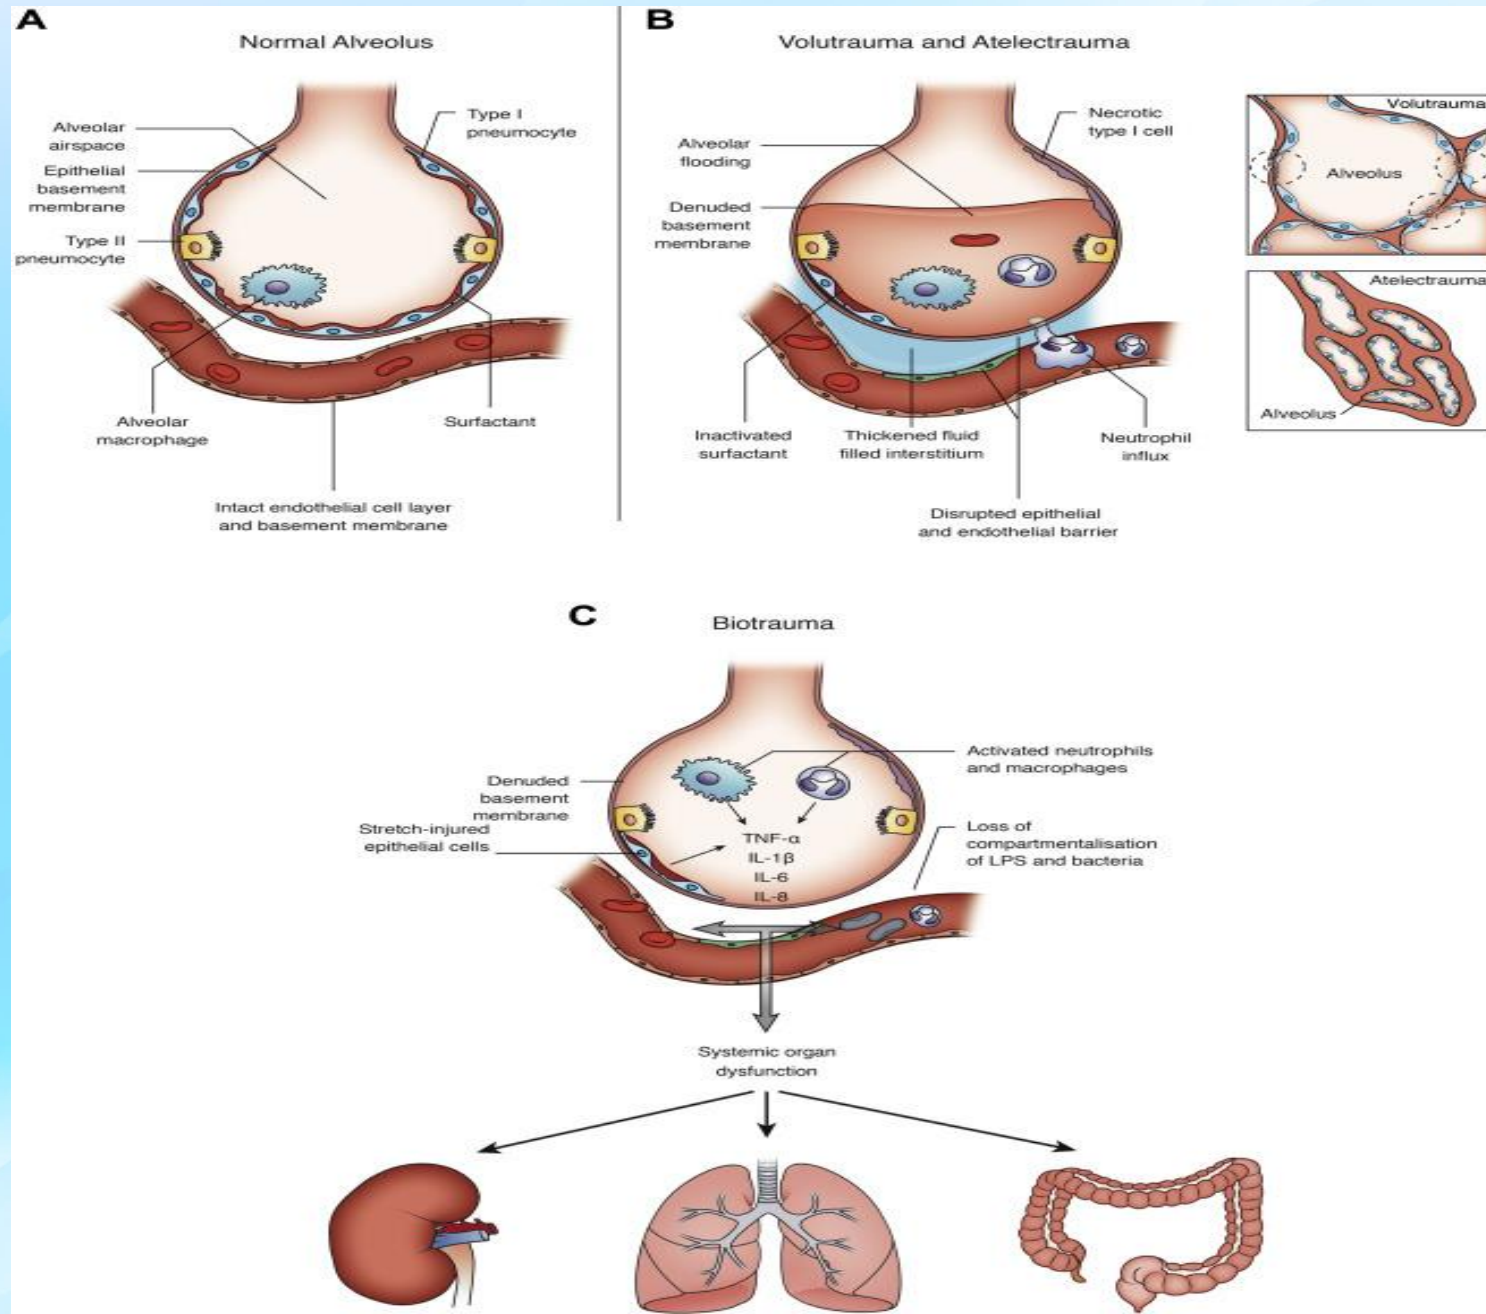 A
Normal Alveolus
Alveolar
airspace
Epithelial
basement
membrane
Type II
pneumocyte
Type I
pneumocyte
Alveolar
macrophage
Surfactant
Intact endothelial cell layer
and basement membrane
B
Volutrauma and Atelectrauma
Alveolar
flooding
Denuded
basement
membrane
Necrotic
type I cell
Inactivated
surfactant
Thickened fluid
filled interstitium
Neutrophil
influx
Disrupted epithelial
and endothelial barrier
Volutrauma
Alveolus
Atelectrauma
Alveolus
C
Biotrauma
Denuded
basement
membrane
Stretch-injured
epithelial cells
Activated neutrophils
and macrophages
TNF-α
IL-1β
IL-6
IL-8
Loss of
compartmentalisation
of LPS and bacteria
Systemic organ
dysfunction